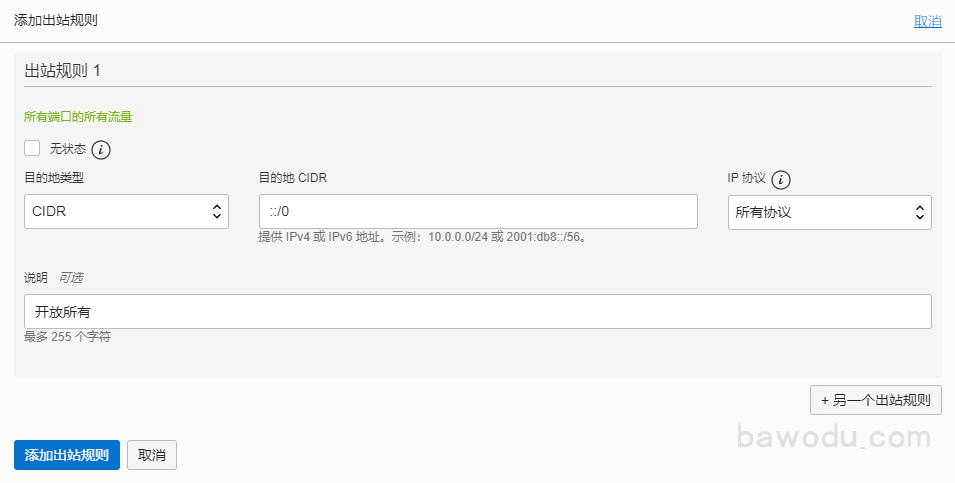 添加出站规则 取消
出站规则 1
所有端口的所有流量
无状态
目的地类型 目的地 CIDR IP 协议
CIDR ::/0 所有协议
提供 IPv4 或 IPv6 地址。示例：10.0.0.0/24 或 2001:db8::/56。
说明 可选
开放所有
最多 255 个字符
+ 另一个出站规则
bawodu.com
添加出站规则 取消